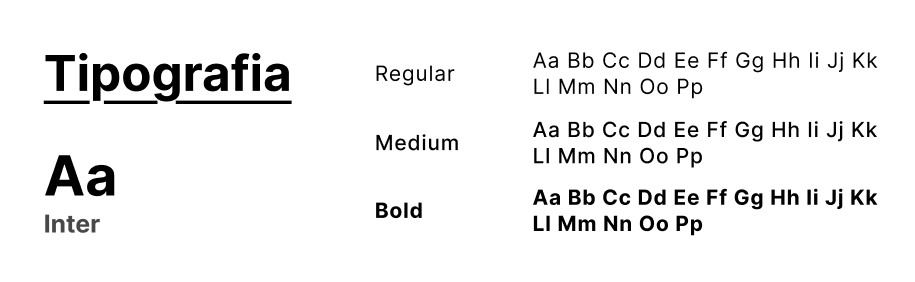 Tipografia
Aa
Inter
Regular
Aa Bb Cc Dd Ee Ff Gg Hh Ii Jj Kk
Ll Mm Nn Oo Pp
Medium
Aa Bb Cc Dd Ee Ff Gg Hh Ii Jj Kk
Ll Mm Nn Oo Pp
Bold
Aa Bb Cc Dd Ee Ff Gg Hh Ii Jj Kk
Ll Mm Nn Oo Pp